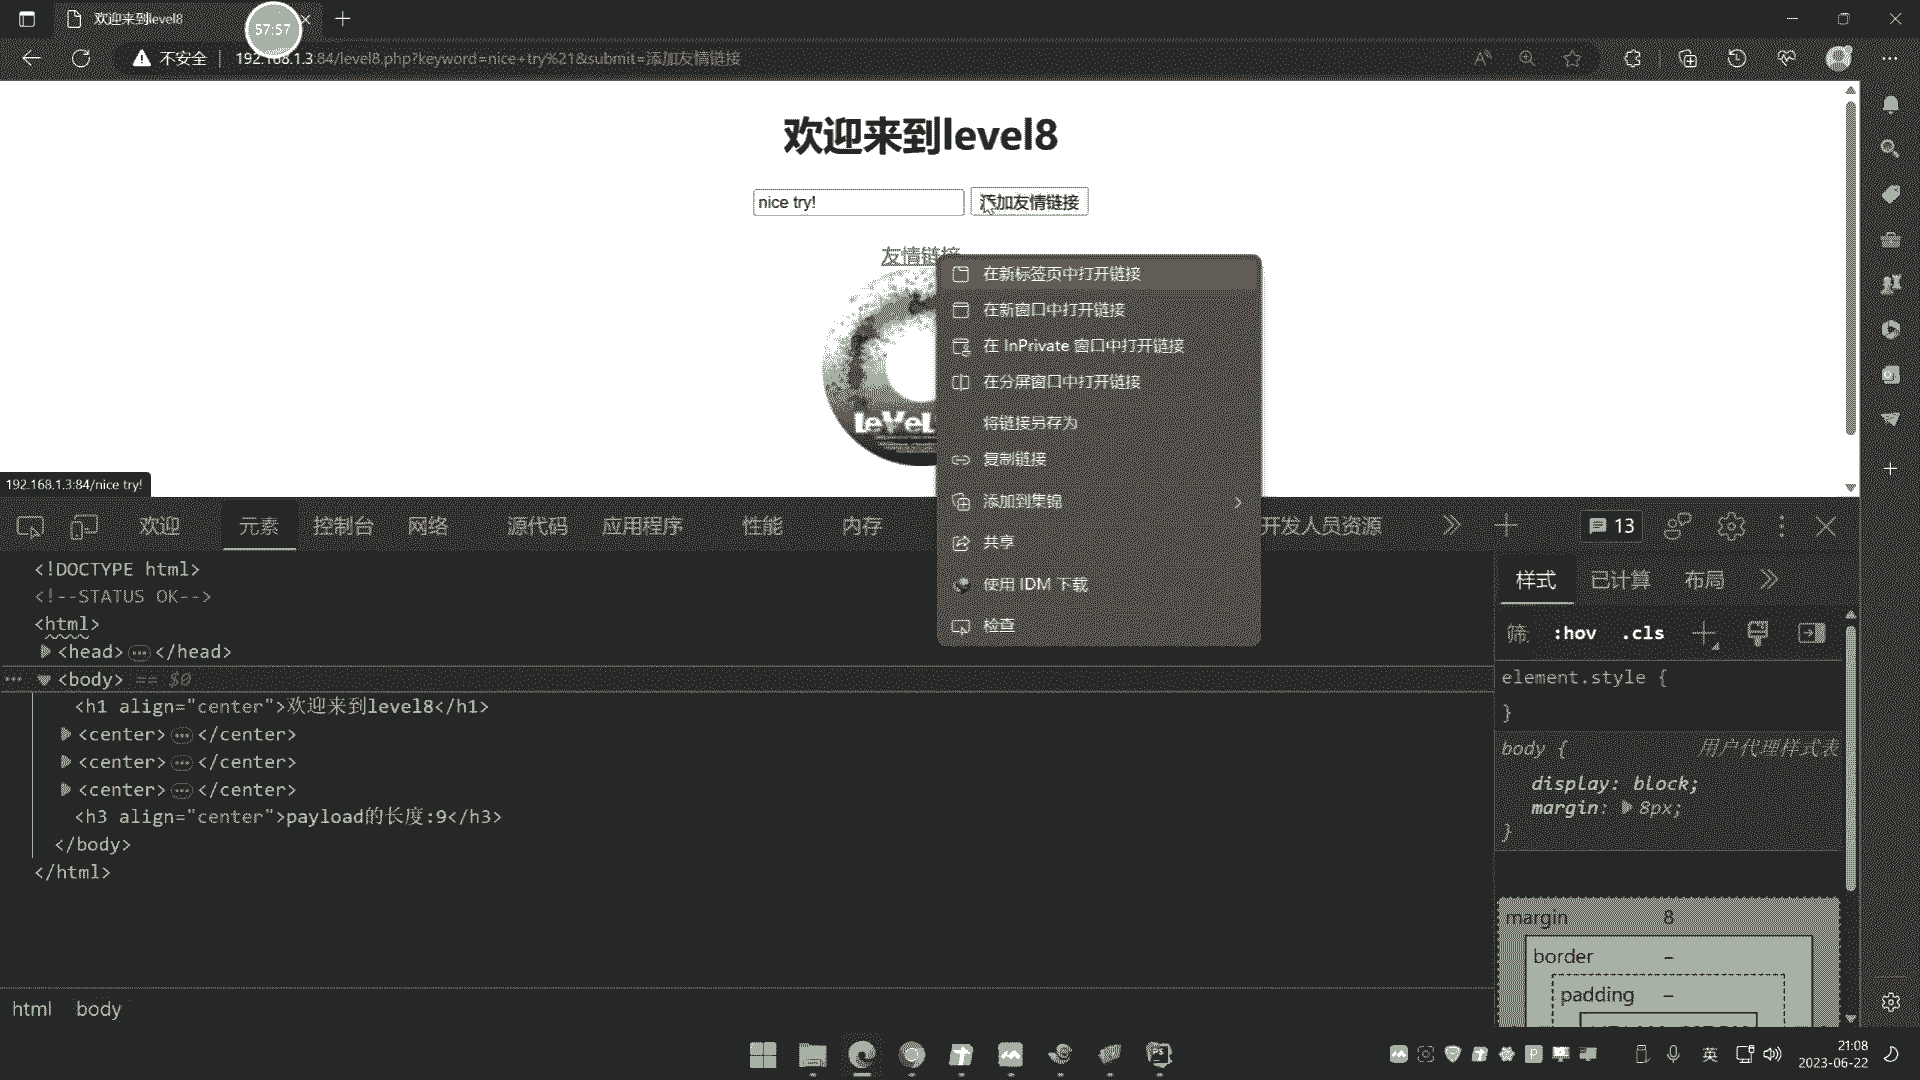 欢迎来到level8
57:57
不安全
192.168.1.3:84/level8.php?keyword=nice+try%21&submit=添加友情链接
欢迎来到level8
nice try!
添加友情链接
友情链接
leVeL
在新标签页中打开链接
在新窗口中打开链接
在 InPrivate 窗口中打开链接
在分屏窗口中打开链接
将链接另存为
复制链接
添加到集锦
共享
使用 IDM 下载
检查
192.168.1.3:84/nice try!
欢迎 元素 控制台 网络 源代码 应用程序 性能 内存 开发人员资源 13
<!DOCTYPE html>
<!--STATUS OK-->
<html>
<head> ... </head>
<body> == $0
<h1 align="center">欢迎来到level8</h1>
<center> ... </center>
<center> ... </center>
<center> ... </center>
<h3 align="center">payload的长度:9</h3>
</body>
</html>
html body
样式 已计算 布局
筛 :hov .cls
element.style {
}
body { 用户代理样式表
display: block;
margin: 8px;
}
margin 8
border -
padding -
英
21:08
2023-06-22